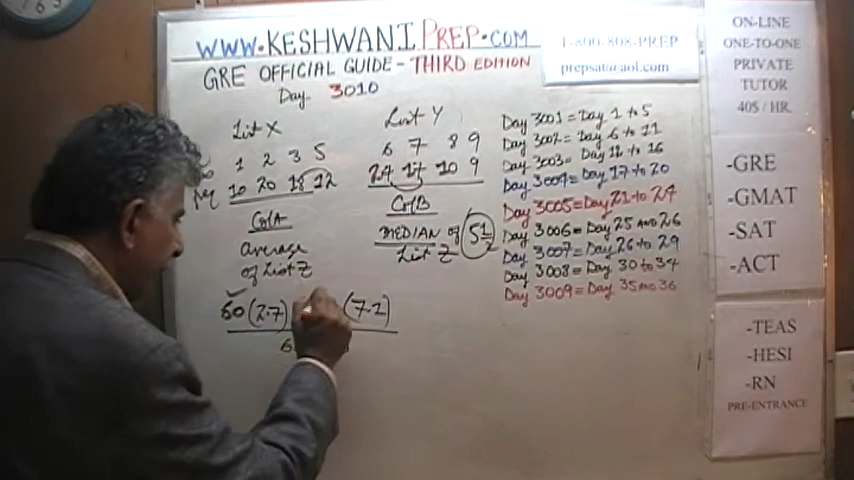 WWW.KESHWANIPREP.COM
GRE OFFICIAL GUIDE - THIRD EDITION
Day 3010
1-800-808-PREP
prepsat@aol.com
List X
1 2 3 5
10 20 18 12
Col A
average
of List Z
60(2.7) (7.2)
6
List Y
6 7 8 9
24 17 10 9
Col B
MEDIAN of
List Z
Day 3001 = Day 1 to 5
Day 3002 = Day 6 to 11
Day 3003 = Day 12 to 16
Day 3004 = Day 17 to 20
Day 3005 = Day 21 to 24
Day 3006 = Day 25 AND 26
Day 3007 = Day 26 to 29
Day 3008 = Day 30 to 34
Day 3009 = Day 35 AND 36
ON-LINE
ONE-TO-ONE
PRIVATE
TUTOR
40$ / HR.
-GRE
-GMAT
-SAT
-ACT
-TEAS
-HESI
-RN
PRE-ENTRANCE